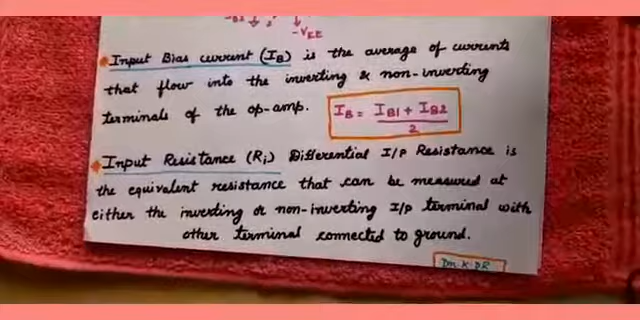 -VEE
Input Bias current (IB) is the average of currents
that flow into the inverting & non-inverting
terminals of the op-amp. IB = IB1 + IB2 / 2
Input Resistance (Ri) Differential I/P Resistance is
the equivalent resistance that can be measured at
either the inverting or non-inverting I/P terminal with
other terminal connected to ground.